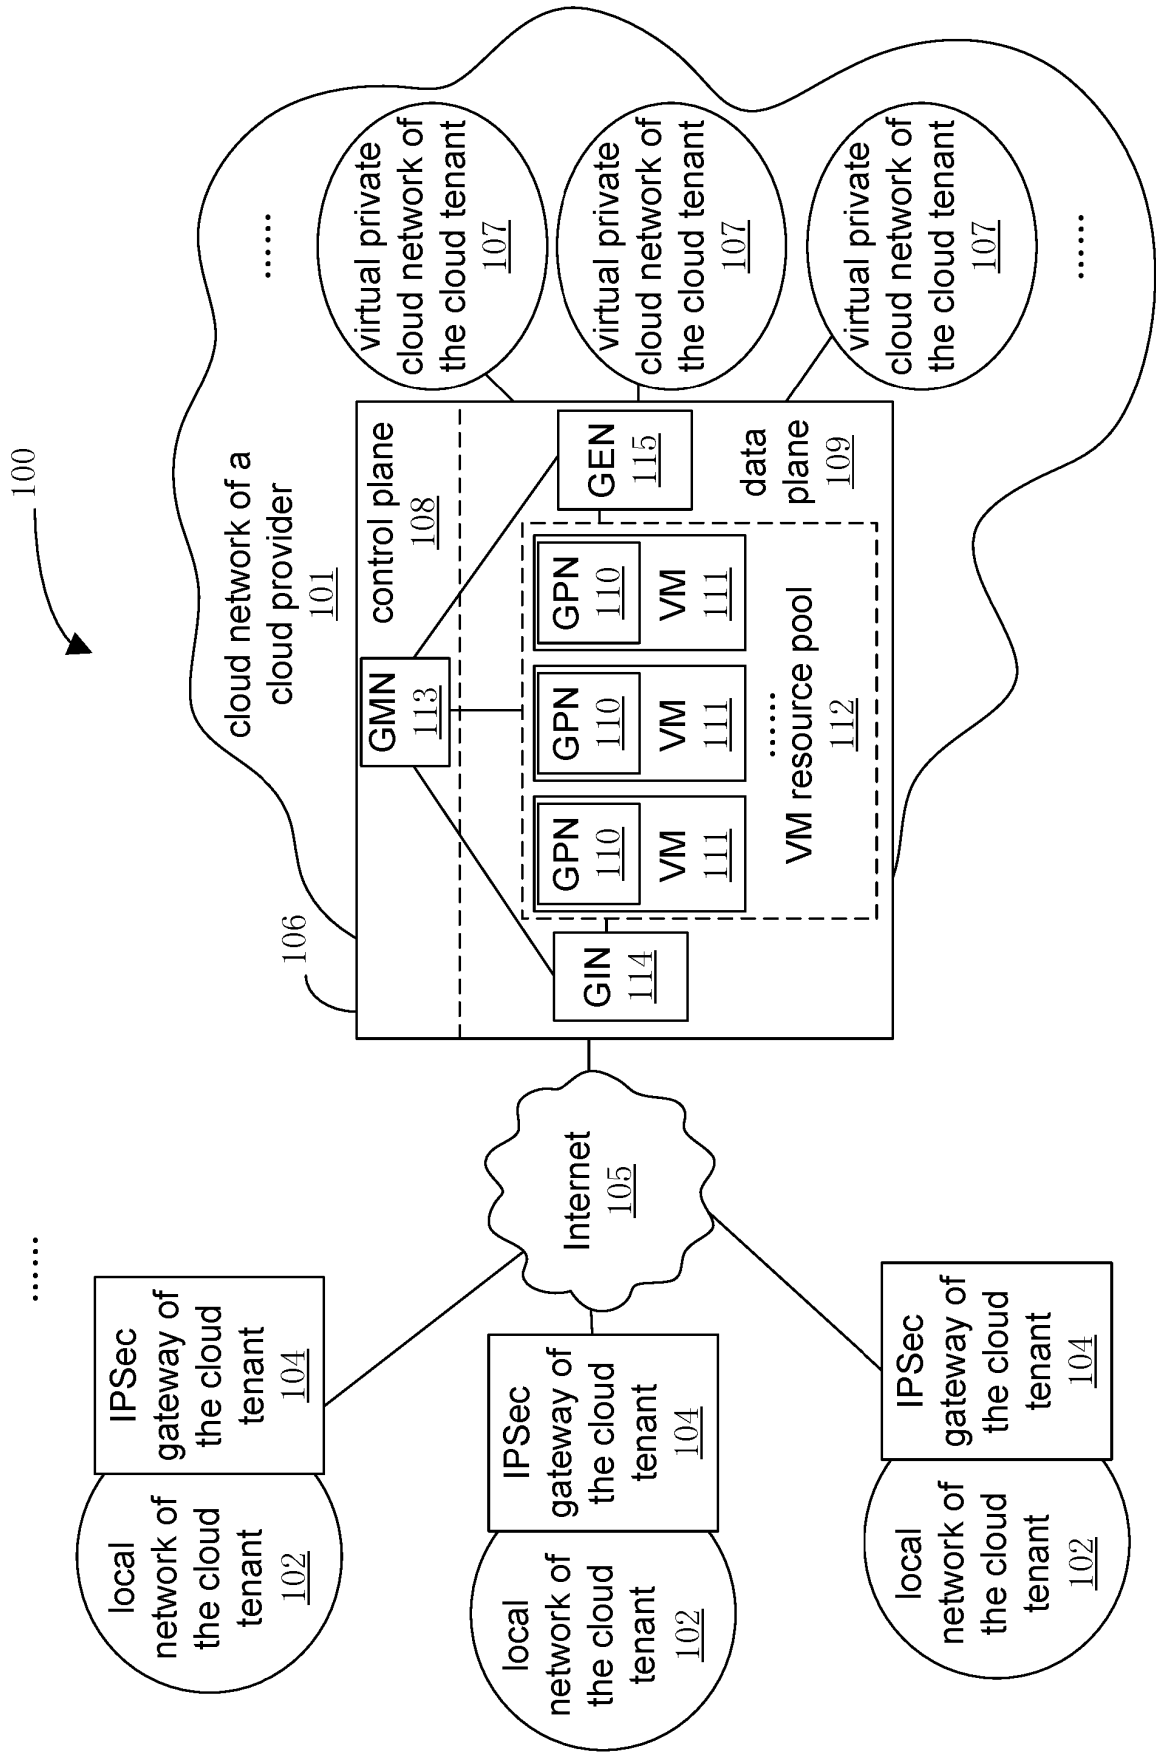 100
cloud network of a
cloud provider
101
106
control plane
108
GMN
113
GIN
114
GPN
110
VM
111
GPN
110
VM
111
GPN
110
VM
111
......
VM resource pool
112
GEN
115
data
plane
109
......
virtual private
cloud network of
the cloud tenant
107
virtual private
cloud network of
the cloud tenant
107
virtual private
cloud network of
the cloud tenant
107
......
Internet
105
......
local
network of
the cloud
tenant
102
IPSec
gateway of
the cloud
tenant
104
local
network of
the cloud
tenant
102
IPSec
gateway of
the cloud
tenant
104
local
network of
the cloud
tenant
102
IPSec
gateway of
the cloud
tenant
104